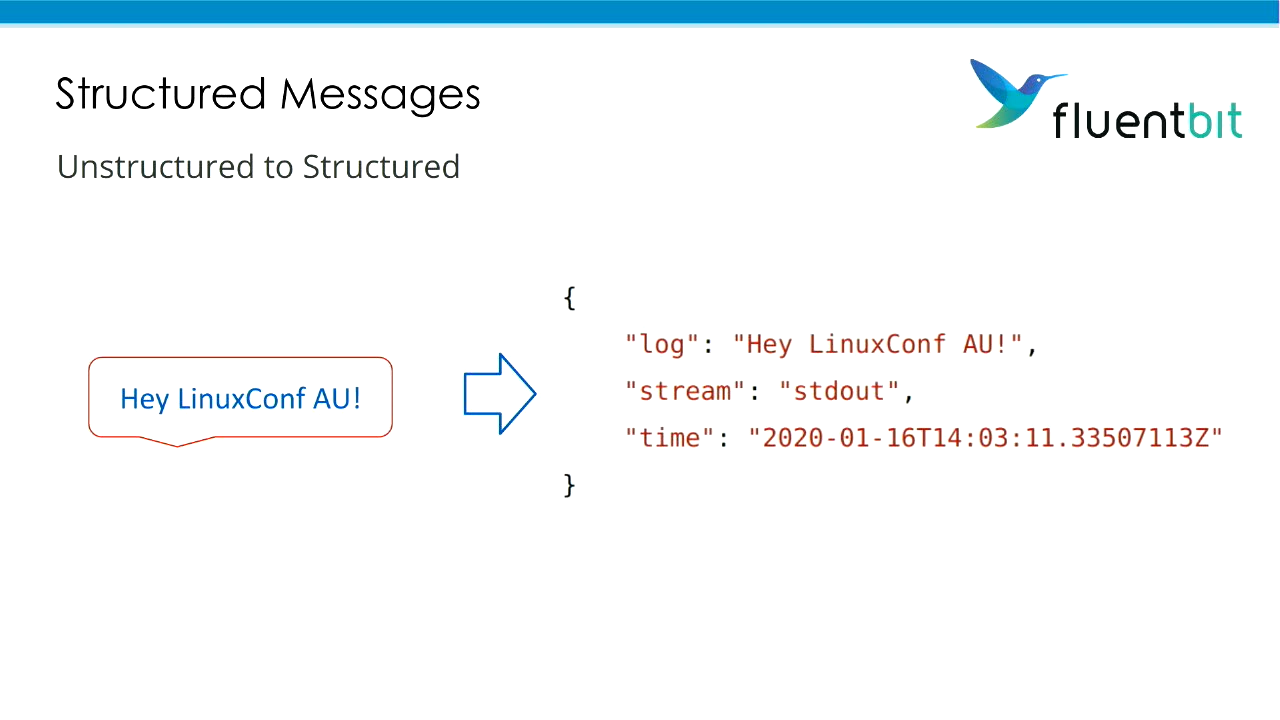 Structured Messages
fluentbit
Unstructured to Structured
Hey LinuxConf AU!
{
"log": "Hey LinuxConf AU!",
"stream": "stdout",
"time": "2020-01-16T14:03:11.33507113Z"
}